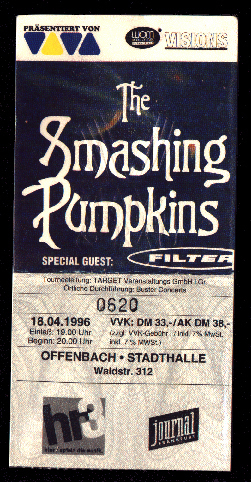 PRÄSENTIERT VON
VIVA
wom
VISIONS
The
Smashing
Pumpkins
SPECIAL GUEST: FILTER
Tourneeleitung: TARGET Veranstaltungs GmbH i.Gr.
Örtliche Durchführung: Buster Concerts
0620
18.04.1996 VVK: DM 33,-/AK DM 38,-
Einlaß: 19.00 Uhr (zzgl. VVK-Gebühr / inkl. 7% MwSt.
Beginn: 20.00 Uhr inkl. 7% MwSt.)
OFFENBACH • STADTHALLE
Waldstr. 312
hr3
journal
FRANKFURT